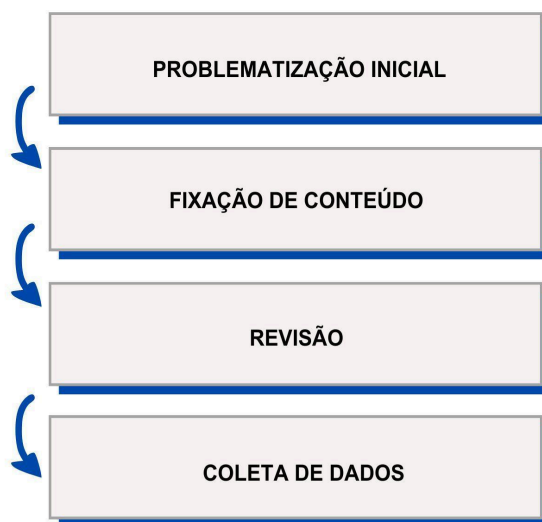 PROBLEMATIZAÇÃO INICIAL
FIXAÇÃO DE CONTEÚDO
REVISÃO
COLETA DE DADOS